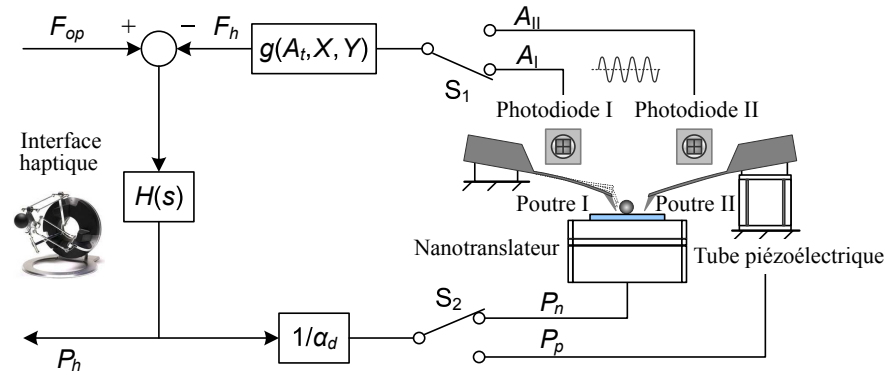 F_op + − F_h g(A_t,X,Y) A_II
A_I
S_1
Photodiode I Photodiode II
Interface
haptique
H(s)
Poutre I Poutre II
Nanotranslateur Tube piézoélectrique
S_2
P_n
1/α_d
P_h P_p